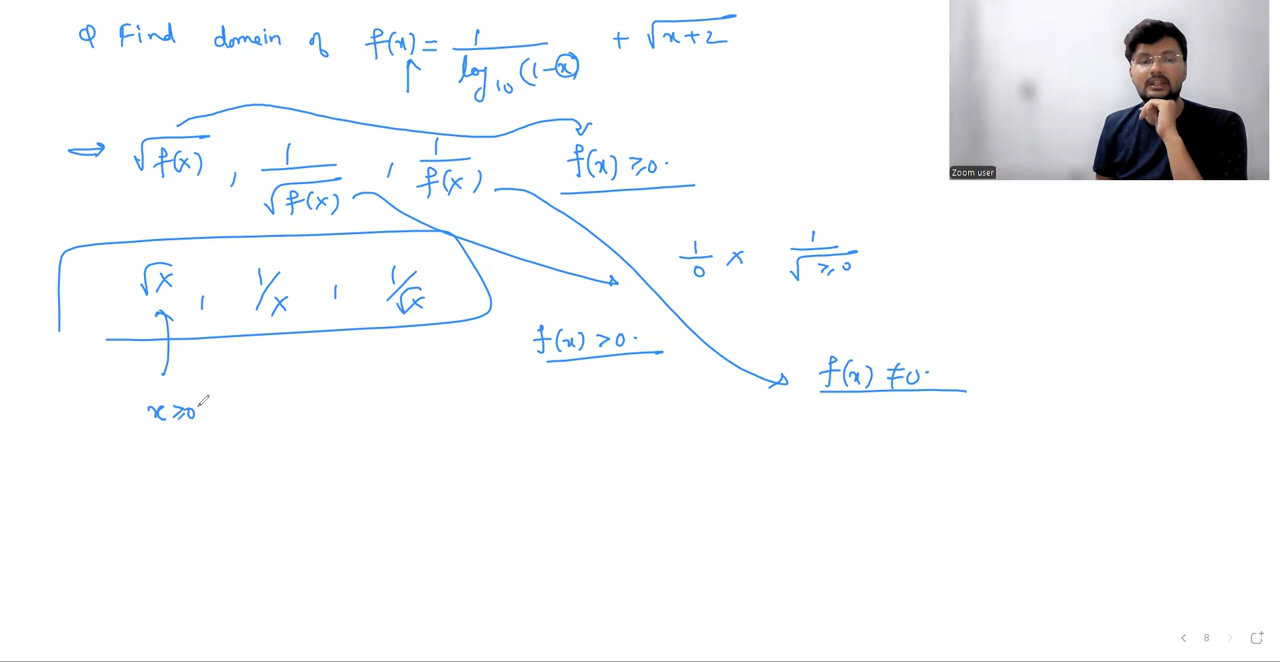 Q Find domain of f(x) = 1/log₁₀(1-x) + √(x+2)
⇒ √f(x) , 1/√f(x) , 1/f(x) f(x) ≥0.
1/0 × 1/√≥0
√x , 1/x , 1/√x
f(x) >0.
f(x) ≠0.
x ≥0
Zoom user
8